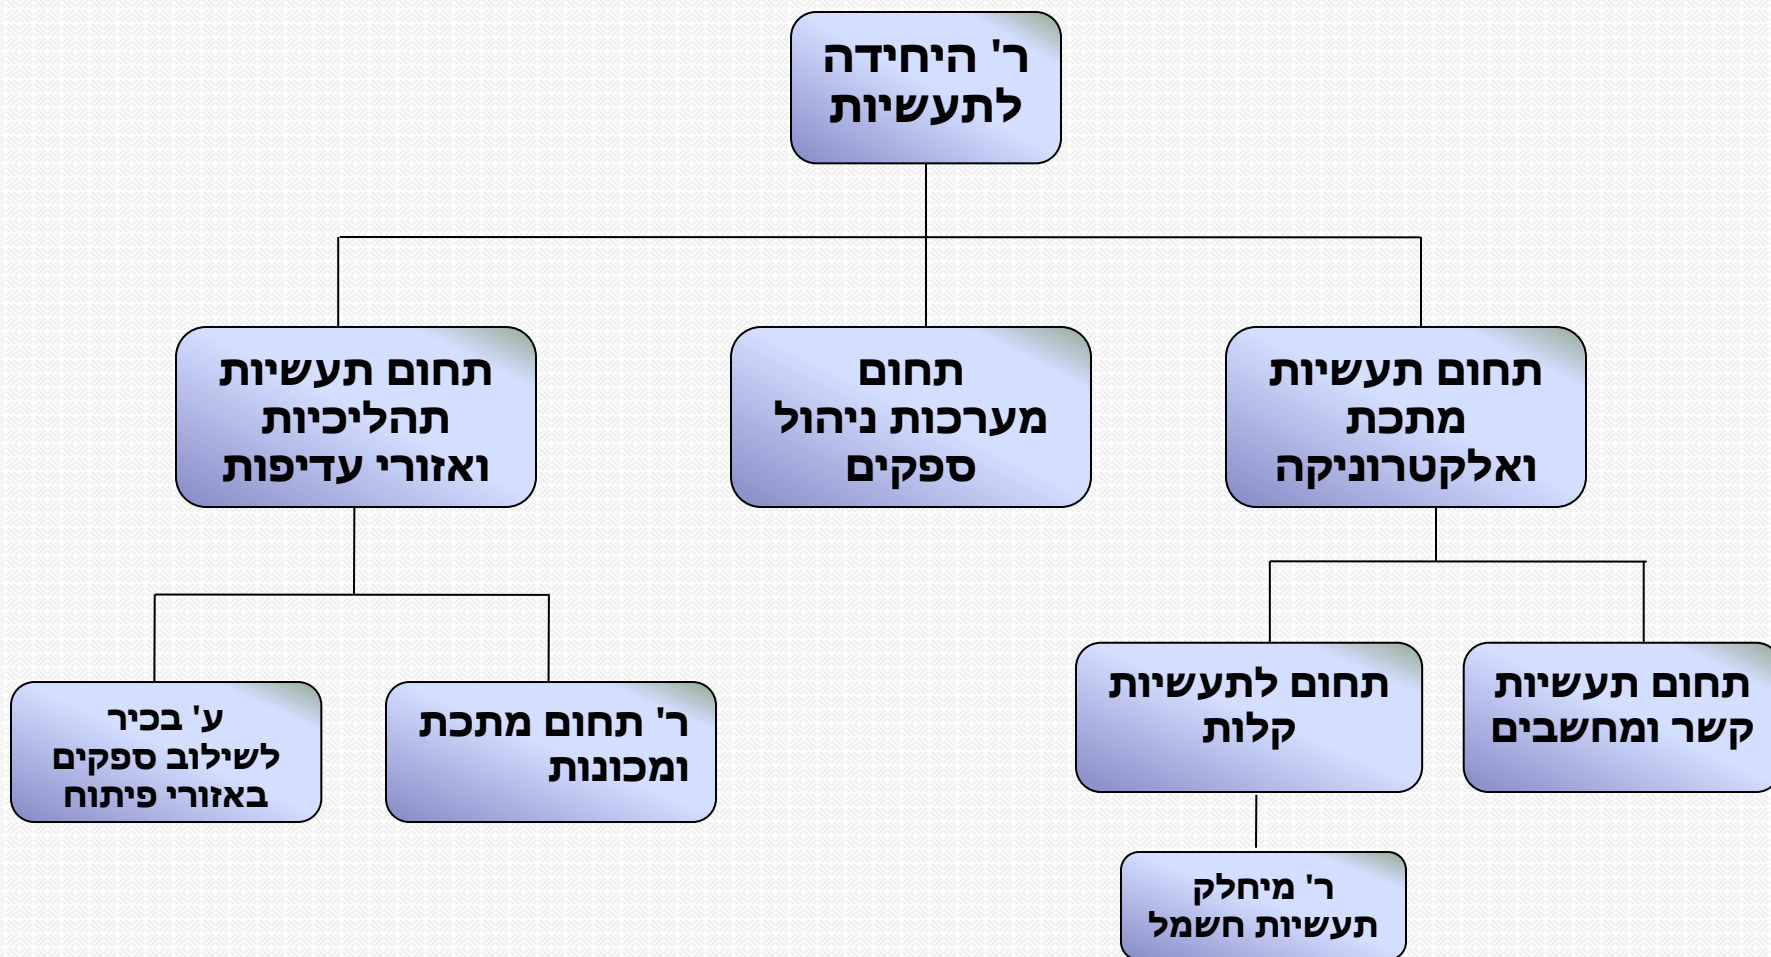 ר' היחידה
לתעשיות
תחום תעשיות
מתכת
ואלקטרוניקה
תחום
מערכות ניהול
ספקים
תחום תעשיות
תהליכיות
ואזורי עדיפות
תחום תעשיות
קשר ומחשבים
תחום לתעשיות
קלות
ר' תחום מתכת
ומכונות
ע' בכיר
לשילוב ספקים
באזורי פיתוח
ר' מיחלק
תעשיות חשמל